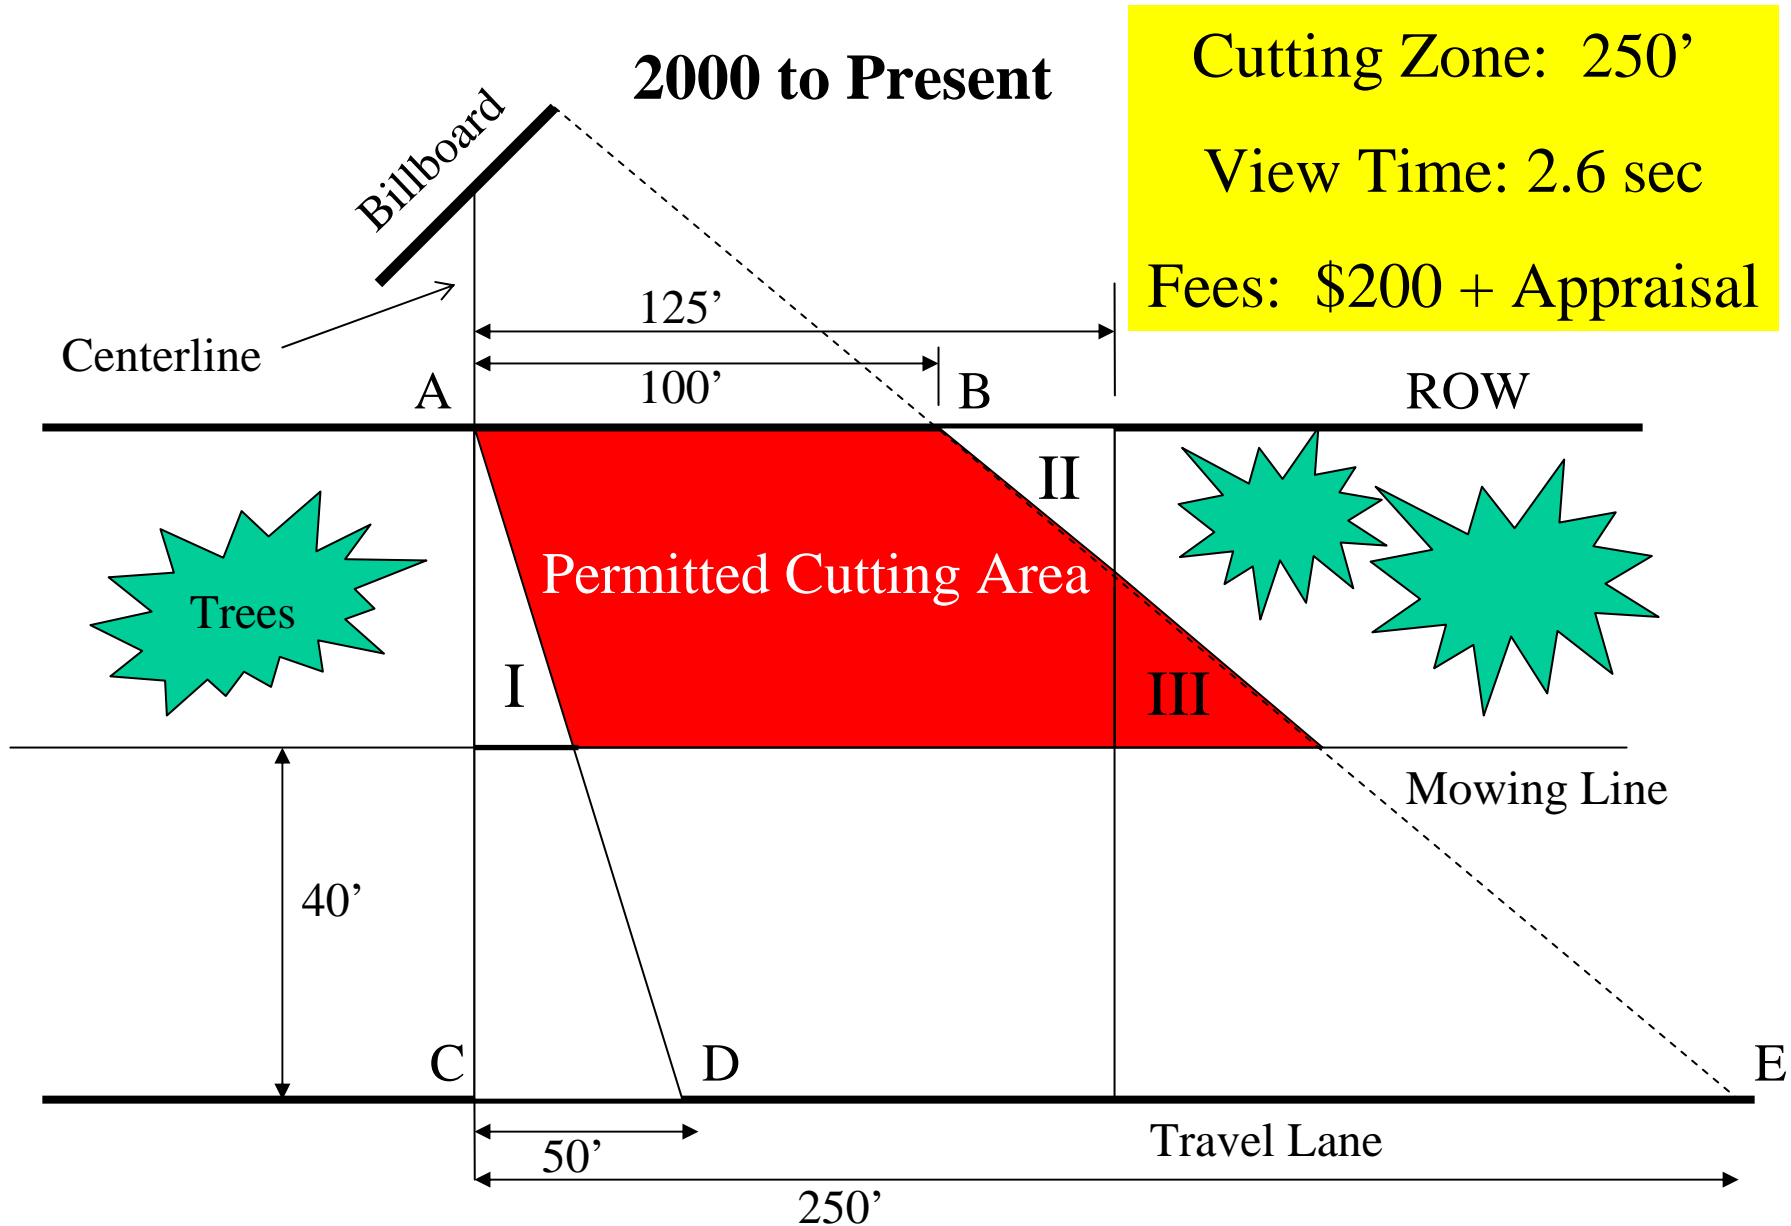 2000 to Present
Cutting Zone:  250’
View Time: 2.6 sec
Fees:  $200 + Appraisal
Billboard
Centerline
125’
100’
A
B
ROW
II
Permitted Cutting Area
Trees
I
III
Mowing Line
40’
C
D
E
50’
Travel Lane
250’